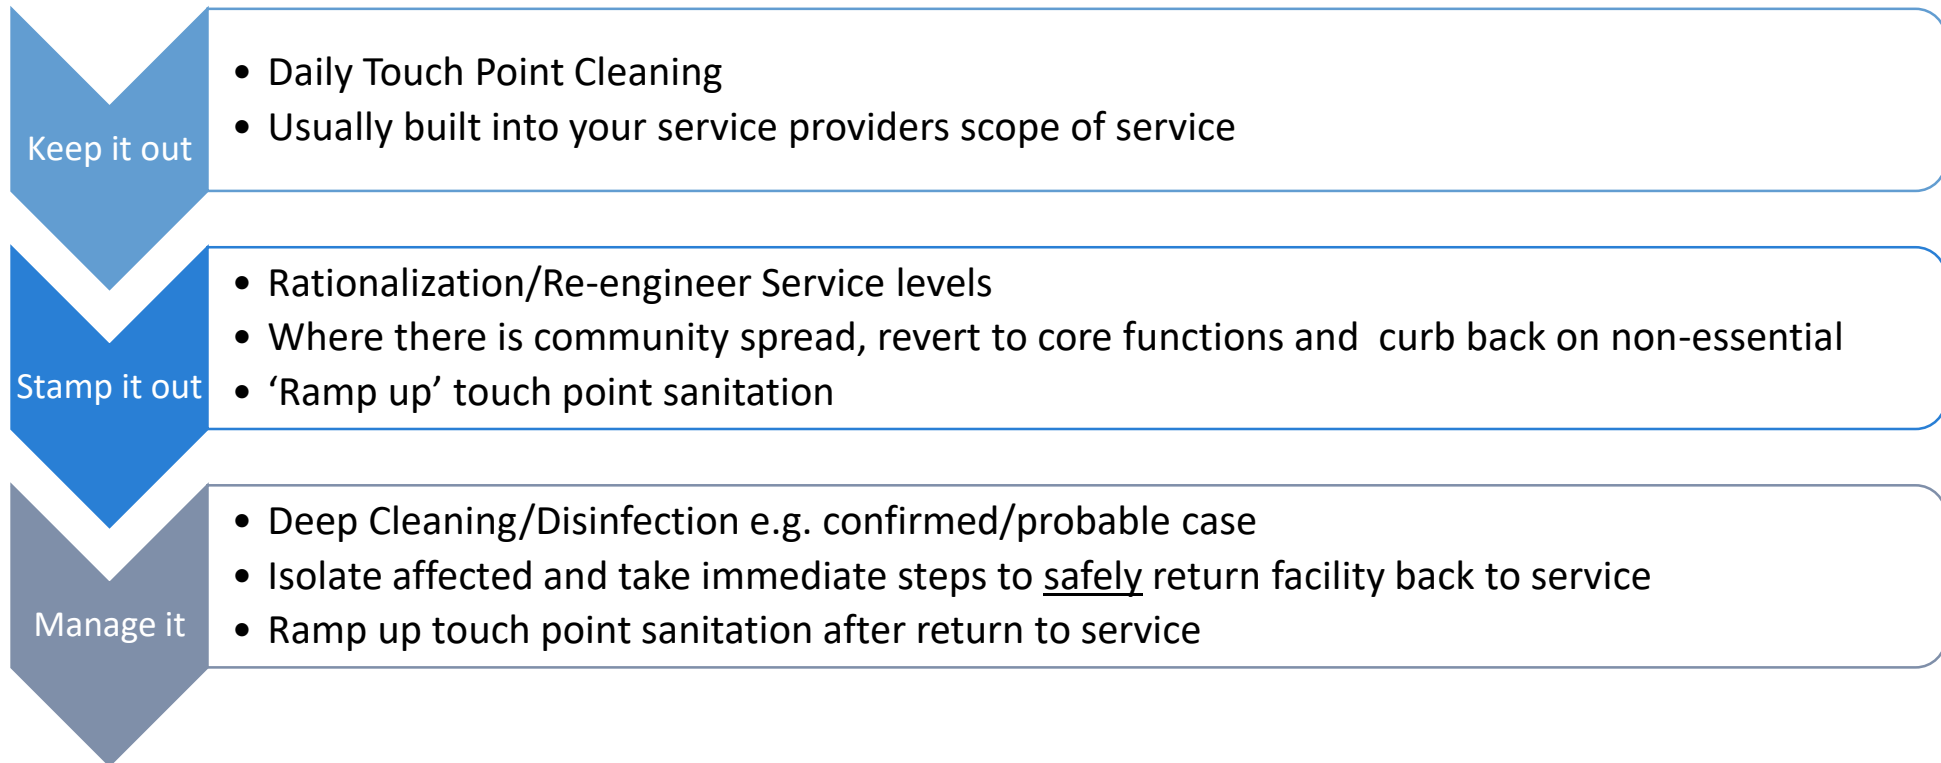 Keep it out
• Daily Touch Point Cleaning
• Usually built into your service providers scope of service
Stamp it out
• Rationalization/Re-engineer Service levels
• Where there is community spread, revert to core functions and  curb back on non-essential
• ‘Ramp up’ touch point sanitation
Manage it
• Deep Cleaning/Disinfection e.g. confirmed/probable case
• Isolate affected and take immediate steps to safely return facility back to service
• Ramp up touch point sanitation after return to service